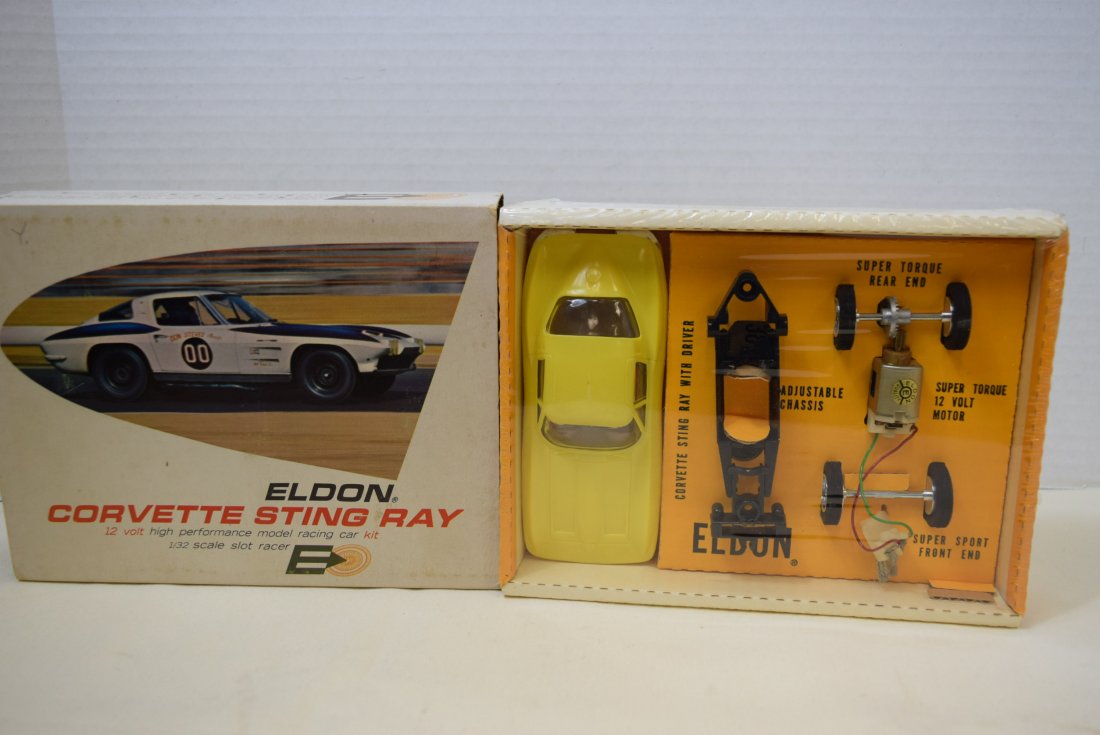 Y
00
ELDON®
CORVETTE STING RAY
12 volt high performance model racing car kit
1/32 scale slot racer
E
CORVETTE STING RAY WITH DRIVER
ADJUSTABLE
CHASSIS
SUPER TORQUE
REAR END
SUPER TORQUE
12 VOLT
MOTOR
SUPER SPORT
FRONT END
ELDON®